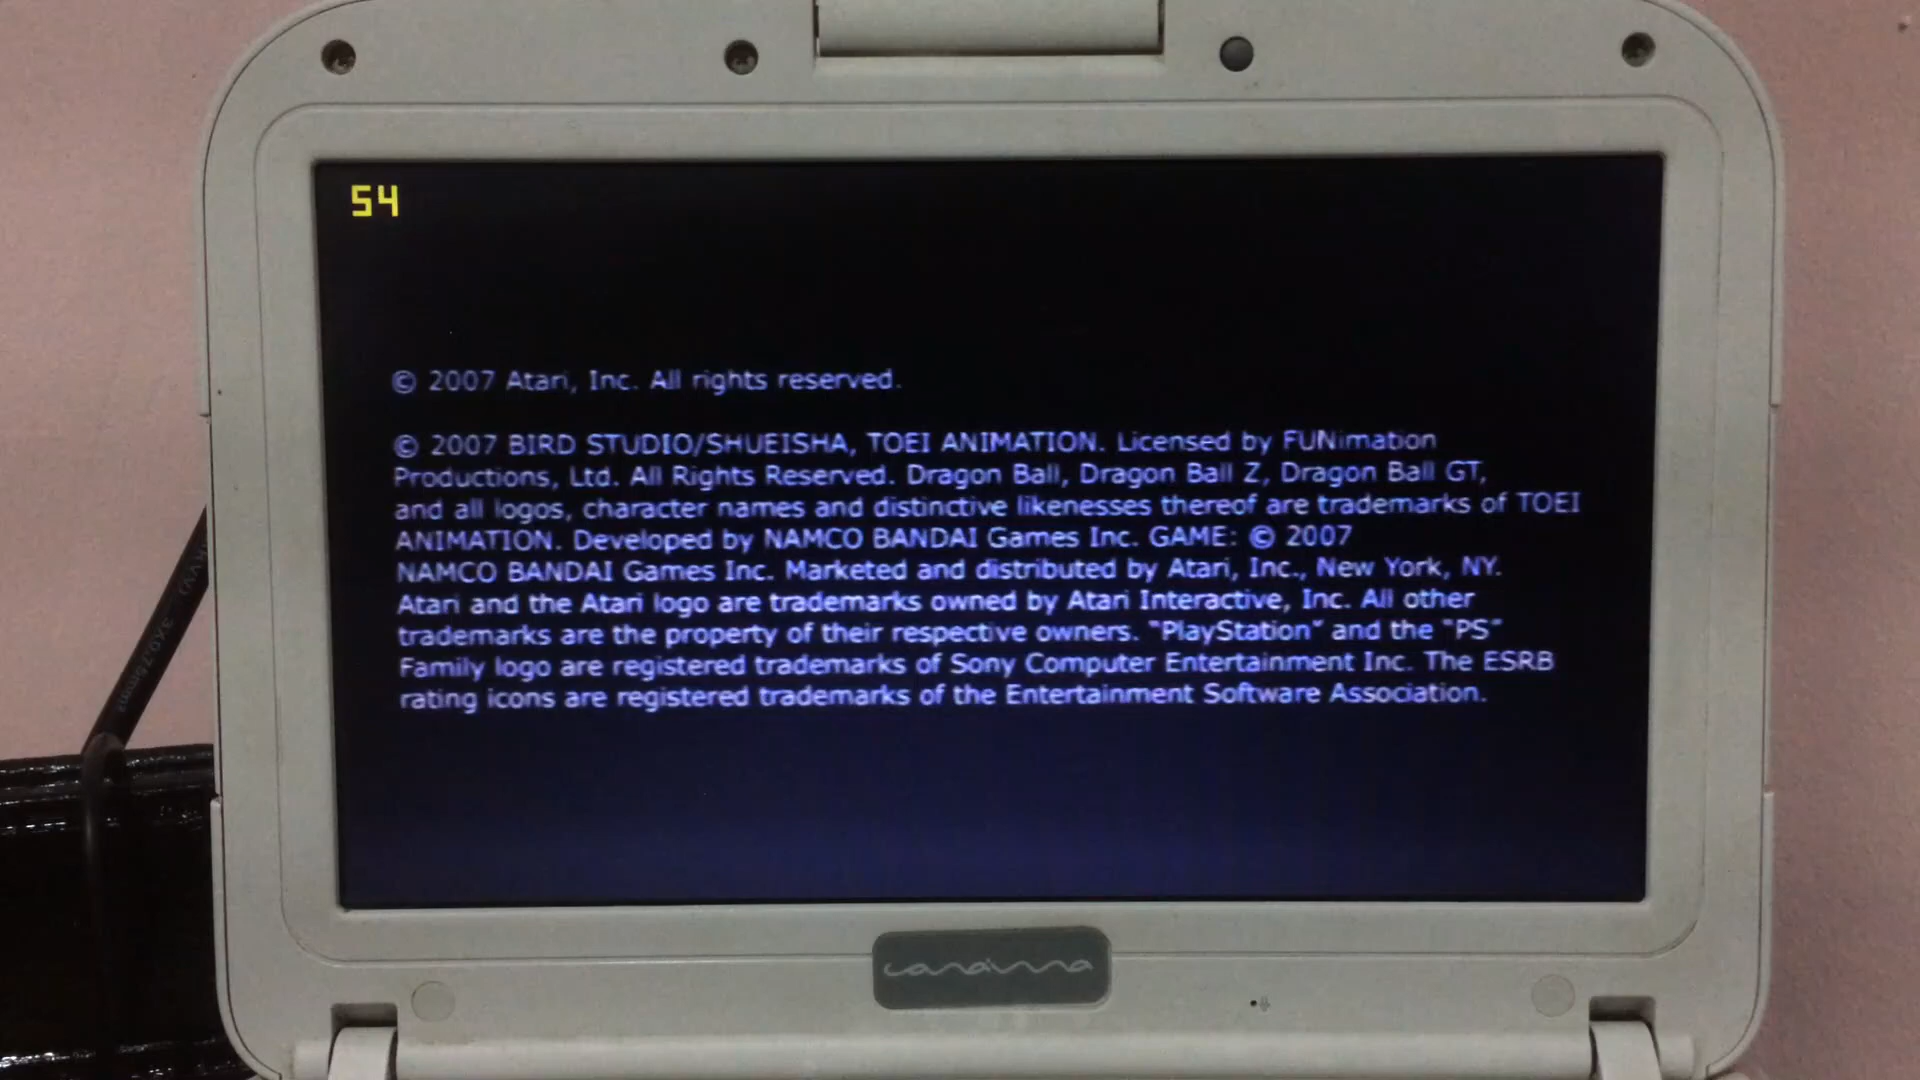 54
© 2007 Atari, Inc. All rights reserved.
© 2007 BIRD STUDIO/SHUEISHA, TOEI ANIMATION. Licensed by FUNimation
Productions, Ltd. All Rights Reserved. Dragon Ball, Dragon Ball Z, Dragon Ball GT,
and all logos, character names and distinctive likenesses thereof are trademarks of TOEI
ANIMATION. Developed by NAMCO BANDAI Games Inc. GAME: © 2007
NAMCO BANDAI Games Inc. Marketed and distributed by Atari, Inc., New York, NY.
Atari and the Atari logo are trademarks owned by Atari Interactive, Inc. All other
trademarks are the property of their respective owners. "PlayStation" and the "PS"
Family logo are registered trademarks of Sony Computer Entertainment Inc. The ESRB
rating icons are registered trademarks of the Entertainment Software Association.
canaima
3X0.75mm²